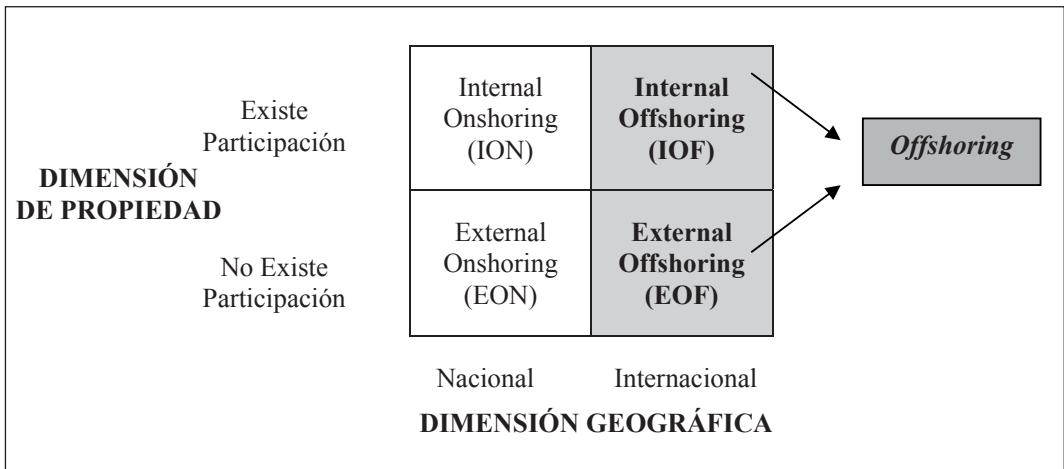 Existe
Participación
Internal
Onshoring
(ION)
Internal
Offshoring
(IOF)
Offshoring
DIMENSIÓN
DE PROPIEDAD
No Existe
Participación
External
Onshoring
(EON)
External
Offshoring
(EOF)
Nacional
Internacional
DIMENSIÓN GEOGRÁFICA